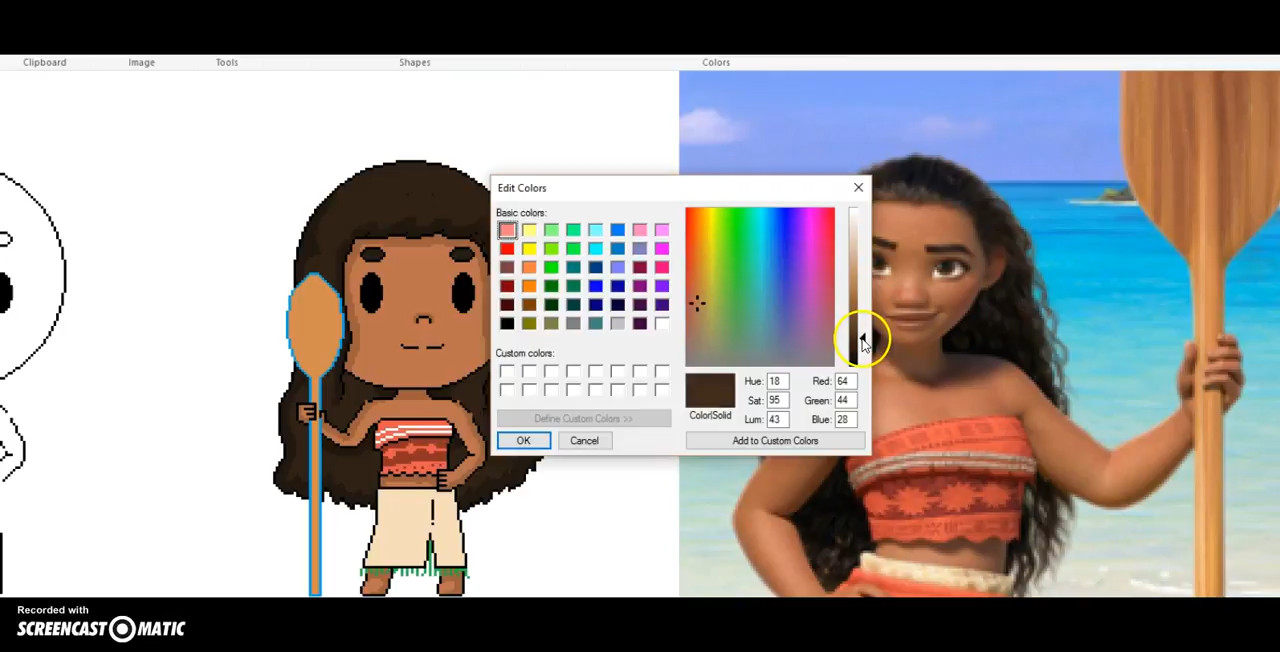 Clipboard Image Tools Shapes Colors
Edit Colors
Basic colors:
Custom colors:
Define Custom Colors >>
OK Cancel
Color|Solid
Hue: 18 Red: 64
Sat: 95 Green: 44
Lum: 43 Blue: 28
Add to Custom Colors
Recorded with
SCREENCAST MATIC